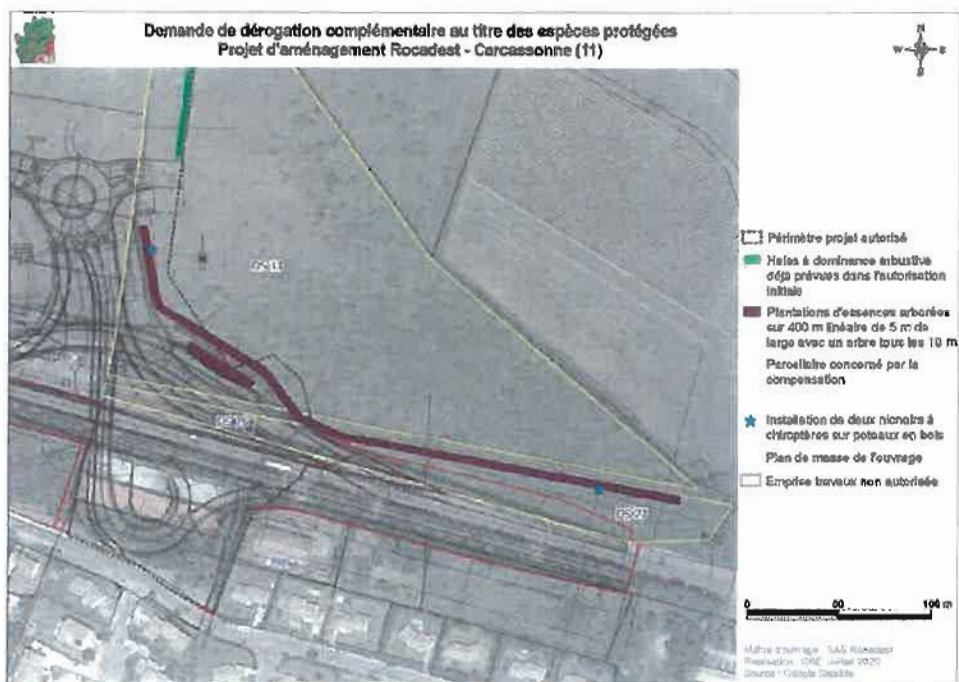 Demande de dérogation complémentaire au titre des espèces protégées
Projet d'aménagement Rocadest - Carcassonne (11)
N
W
E
S
Périmètre projet autorisé
Haies à dominance arbustive
déjà prévues dans l'autorisation
initiale
Plantations d'essences arborées
sur 400 m linéaire de 5 m de
large avec un arbre tous les 10 m
Parcellaire concerné par la
compensation
Installation de deux nichoirs à
chiroptères sur poteaux en bois
Plan de masse de l'ouvrage
Emprise travaux non autorisée
0
50
100 m
Maître d'ouvrage : SAS Rocadest
Réalisation : 2020
Source : Google Satellite